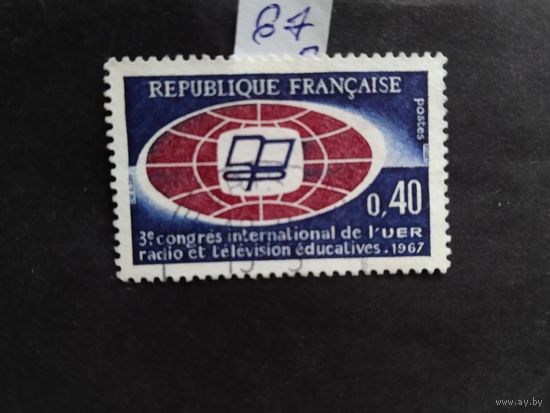 67
REPUBLIQUE FRANÇAISE
postes
0,40
3e congrès international de l'UER
radio et télévision éducatives. 1967
www.ay.by